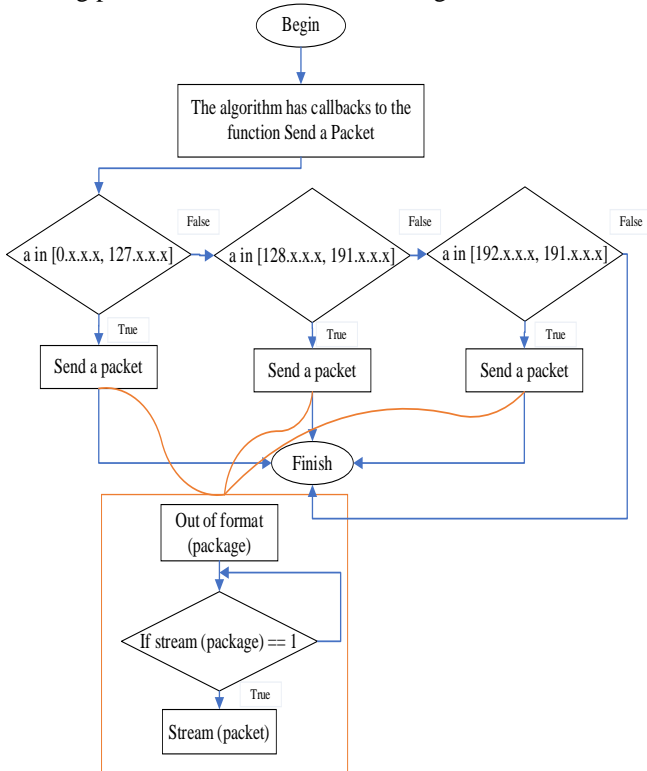 Begin
The algorithm has callbacks to the
function Send a Packet
False
False
False
a in [0.x.x.x, 127.x.x.x]
a in [128.x.x.x, 191.x.x.x]
a in [192.x.x.x, 191.x.x.x]
True
True
True
Send a packet
Send a packet
Send a packet
Finish
Out of format
(package)
If stream (package) == 1
True
Stream (packet)